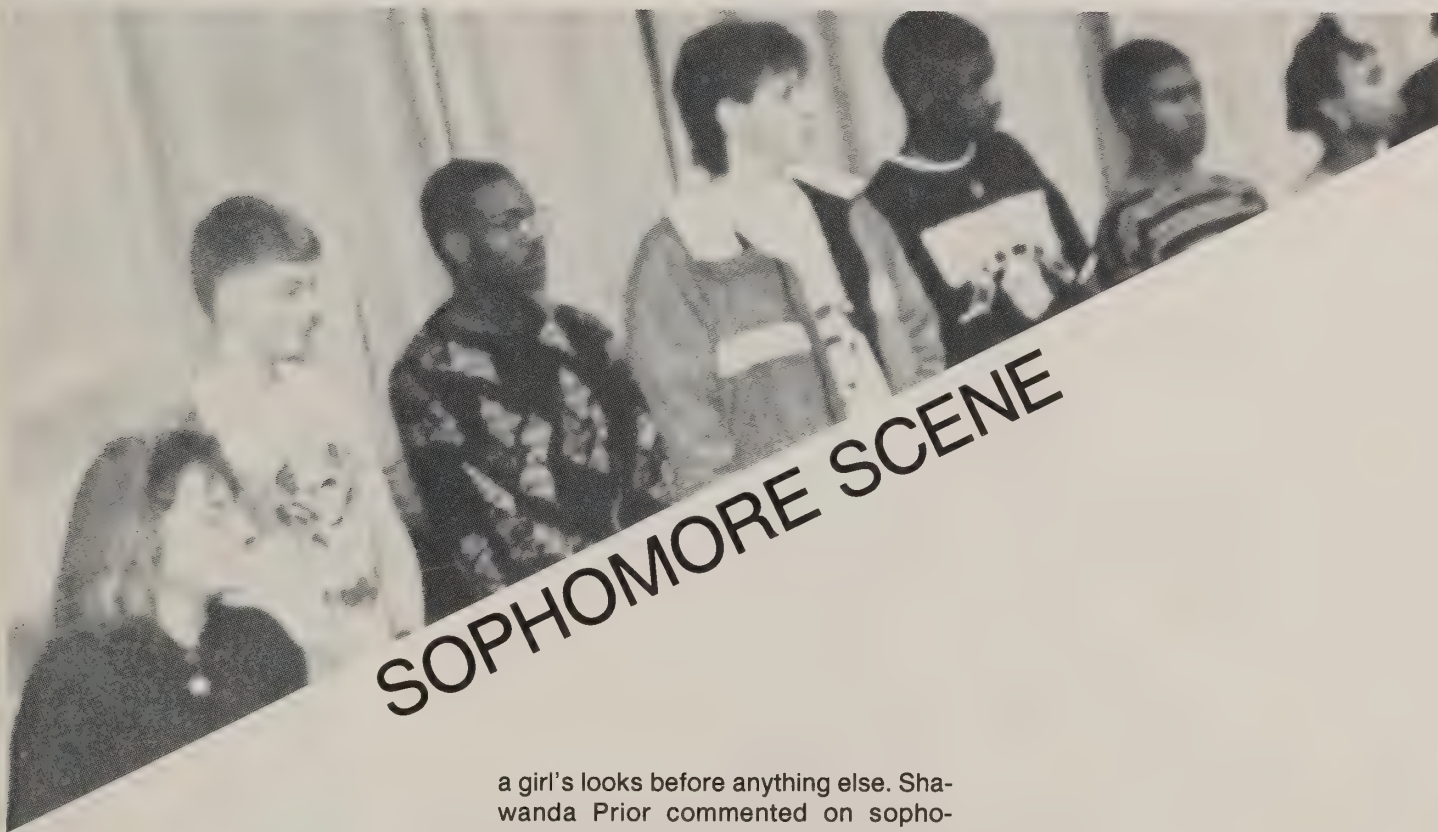 SOPHOMORE SCENE
a girl's looks before anything else. Sha-
wanda Prior commented on sopho-